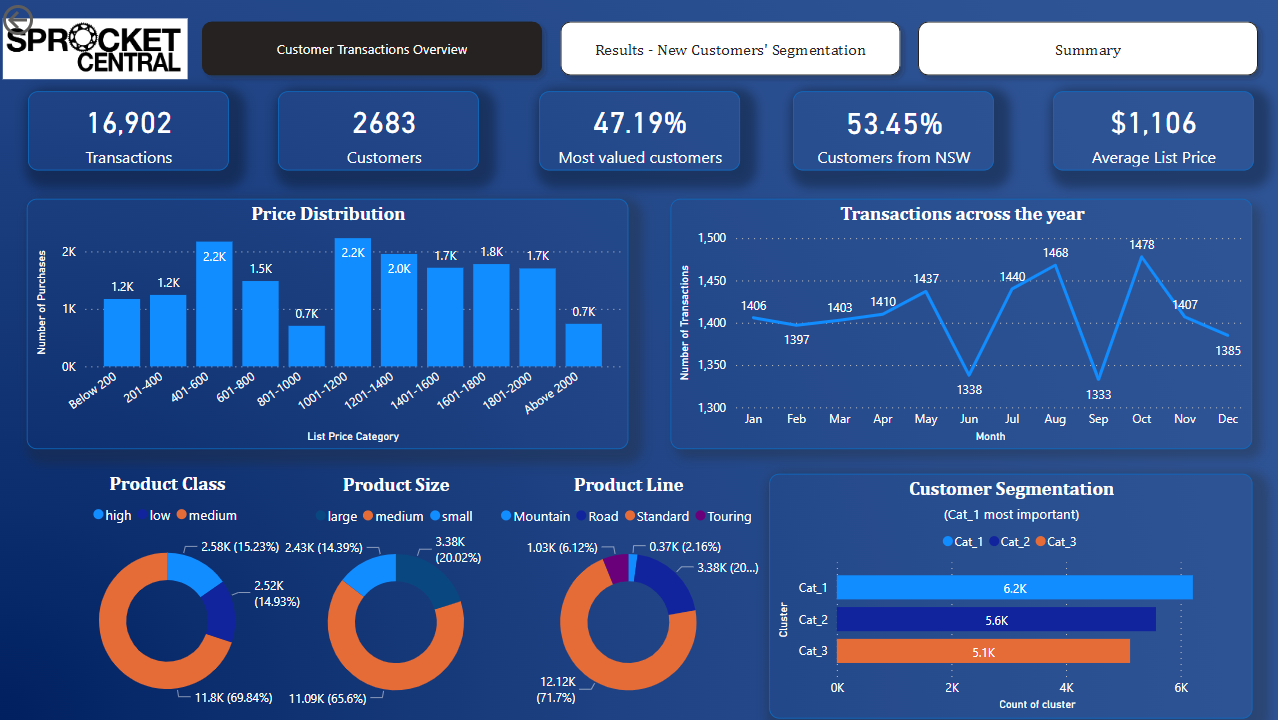 SPROCKET
CENTRAL
Customer Transactions Overview
Results - New Customers' Segmentation
Summary
16,902
Transactions
2683
Customers
47.19%
Most valued customers
53.45%
Customers from NSW
$1,106
Average List Price
Price Distribution
Number of Purchases
2K
1K
0K
1.2K
1.2K
2.2K
1.5K
0.7K
2.2K
2.0K
1.7K
1.8K
1.7K
0.7K
Below 200
201-400
401-600
601-800
801-1000
1001-1200
1201-1400
1401-1600
1601-1800
1801-2000
Above 2000
List Price Category
Transactions across the year
Number of Transactions
1,500
1,450
1,400
1,350
1,300
1406
1397
1403
1410
1437
1338
1440
1468
1333
1478
1407
1385
Jan
Feb
Mar
Apr
May
Jun
Jul
Aug
Sep
Oct
Nov
Dec
Month
Product Class
high low medium
2.58K (15.23%)
2.52K
(14.93%)
11.8K (69.84%)
Product Size
large medium small
2.43K (14.39%)
3.38K
(20.02%)
11.09K (65.6%)
Product Line
Mountain Road Standard Touring
1.03K (6.12%)
0.37K (2.16%)
3.38K (20...)
12.12K
(71.7%)
Customer Segmentation
(Cat_1 most important)
Cat_1 Cat_2 Cat_3
Cluster
Cat_1
6.2K
Cat_2
5.6K
Cat_3
5.1K
0K
2K
4K
6K
Count of cluster